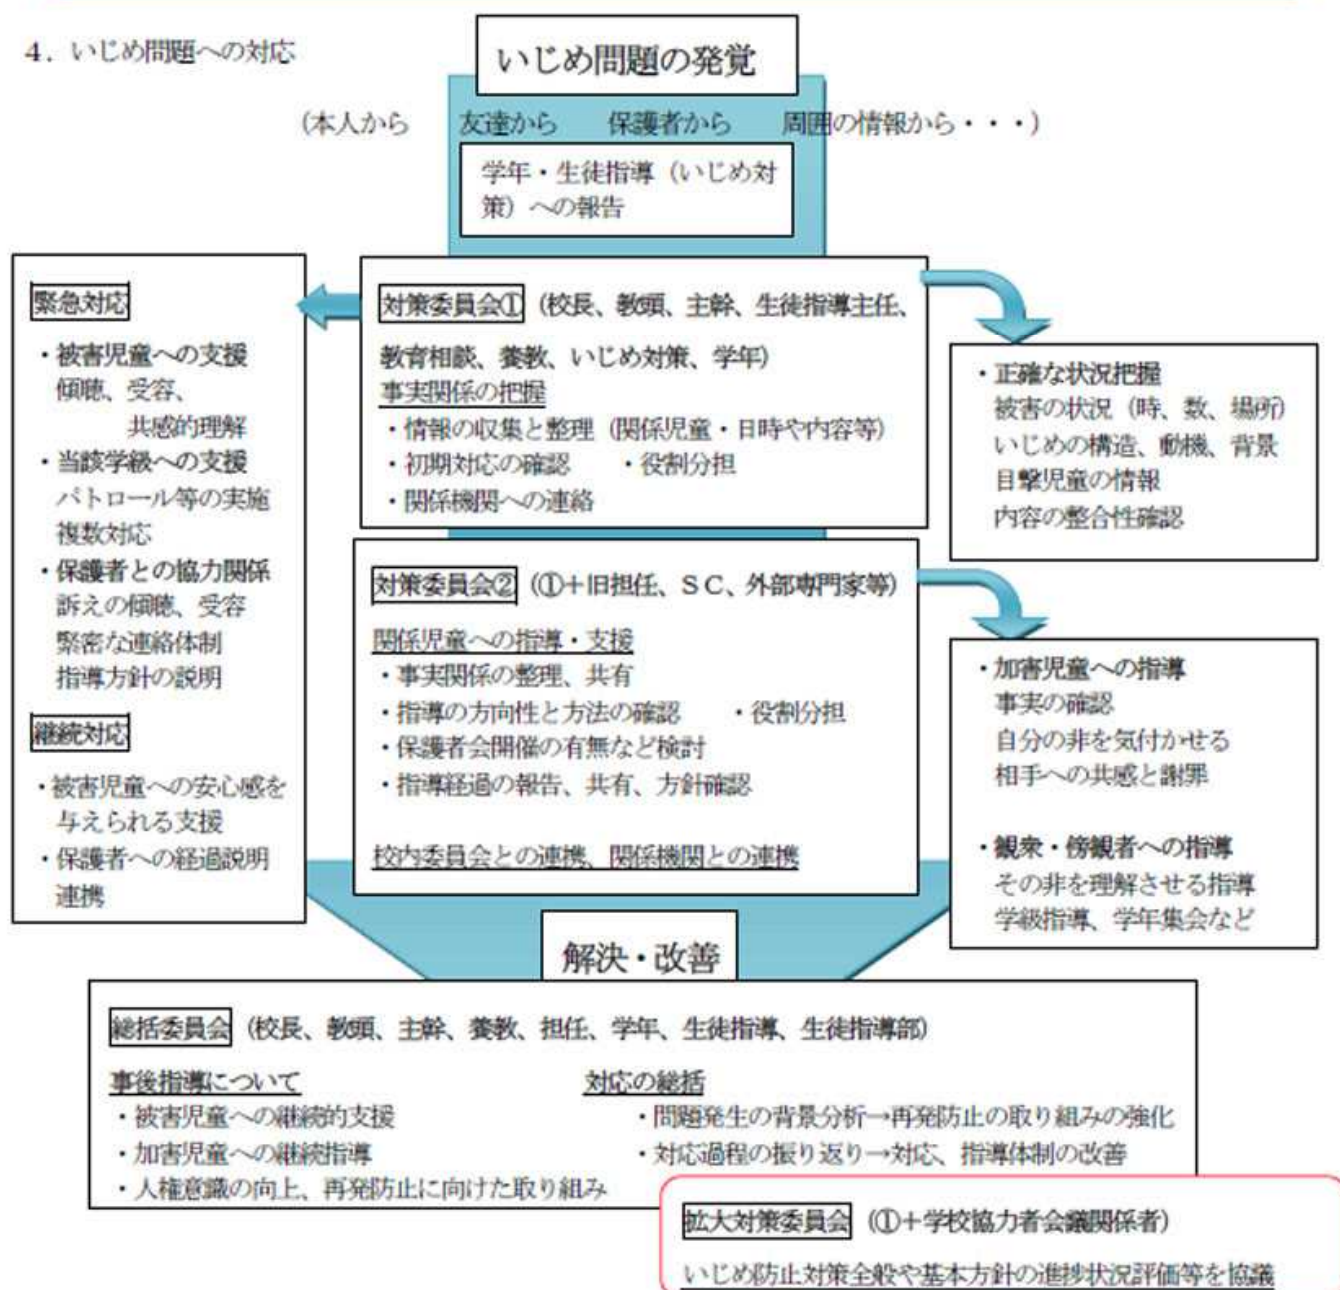 4．いじめ問題への対応
いじめ問題の発覚
（本人から　友達から　保護者から　周囲の情報から・・・）
学年・生徒指導（いじめ対
策）への報告
緊急対応
・被害児童への支援
傾聴、受容、
共感的理解
・当該学級への支援
パトロール等の実施
複数対応
・保護者との協力関係
訴えの傾聴、受容
緊密な連絡体制
指導方針の説明
継続対応
・被害児童への安心感を
与えられる支援
・保護者への経過説明
連携
対策委員会①（校長、教頭、主幹、生徒指導主任、
教育相談、養教、いじめ対策、学年）
事実関係の把握
・情報の収集と整理（関係児童・日時や内容等）
・初期対応の確認　・役割分担
・関係機関への連絡
・正確な状況把握
被害の状況（時、数、場所）
いじめの構造、動機、背景
目撃児童の情報
内容の整合性確認
対策委員会②（①＋旧担任、ＳＣ、外部専門家等）
関係児童への指導・支援
・事実関係の整理、共有
・指導の方向性と方法の確認　・役割分担
・保護者会開催の有無など検討
・指導経過の報告、共有、方針確認
校内委員会との連携、関係機関との連携
・加害児童への指導
事実の確認
自分の非を気付かせる
相手への共感と謝罪
・観衆・傍観者への指導
その非を理解させる指導
学級指導、学年集会など
解決・改善
総括委員会（校長、教頭、主幹、養教、担任、学年、生徒指導、生徒指導部）
事後指導について
・被害児童への継続的支援
・加害児童への継続指導
・人権意識の向上、再発防止に向けた取り組み
対応の総括
・問題発生の背景分析→再発防止の取り組みの強化
・対応過程の振り返り→対応、指導体制の改善
拡大対策委員会（①＋学校協力者会議関係者）
いじめ防止対策全般や基本方針の進捗状況評価等を協議